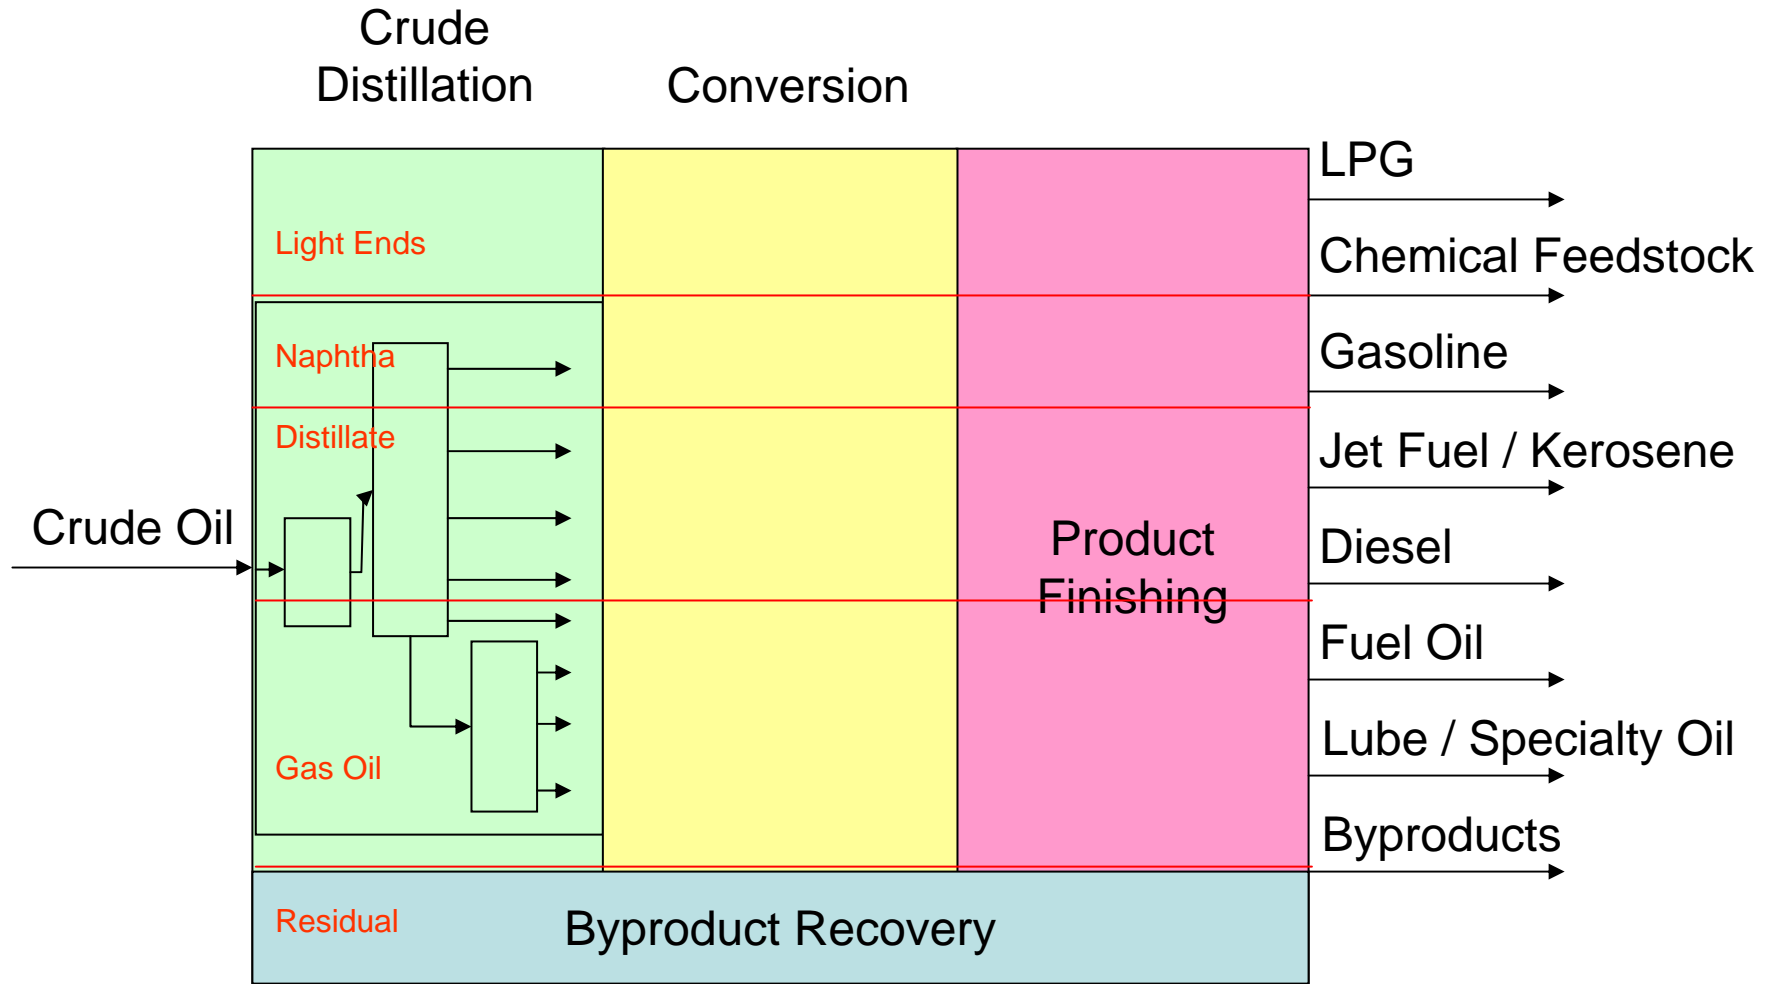 Crude
Distillation
Conversion
LPG
Light Ends
Chemical Feedstock
Naphtha
Gasoline
Distillate
Jet Fuel / Kerosene
Crude Oil
Product
Finishing
Diesel
Fuel Oil
Lube / Specialty Oil
Gas Oil
Byproducts
Residual
Byproduct Recovery